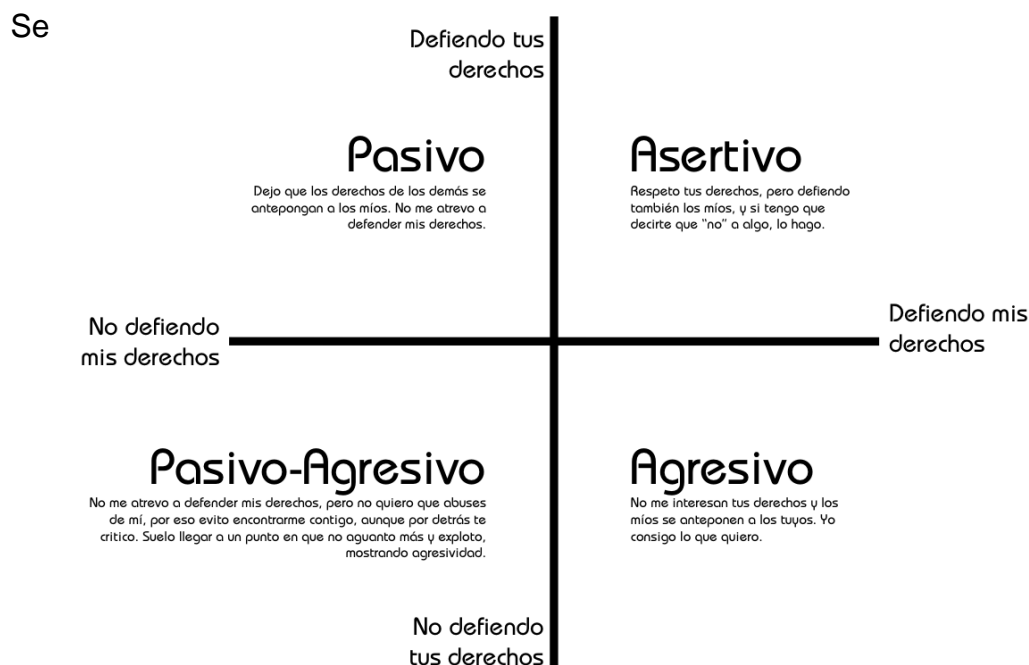 Se
Defiendo tus
derechos
Pasivo
Dejo que los derechos de los demás se
antepongan a los míos. No me atrevo a
defender mis derechos.
Asertivo
Respeto tus derechos, pero defiendo
también los míos, y si tengo que
decirte que "no" a algo, lo hago.
No defiendo
mis derechos
Defiendo mis
derechos
Pasivo-Agresivo
No me atrevo a defender mis derechos, pero no quiero que abuses
de mí, por eso evito encontrarme contigo, aunque por detrás te
critico. Suelo llegar a un punto en que no aguanto más y exploto,
mostrando agresividad.
Agresivo
No me interesan tus derechos y los
míos se anteponen a los tuyos. Yo
consigo lo que quiero.
No defiendo
tus derechos